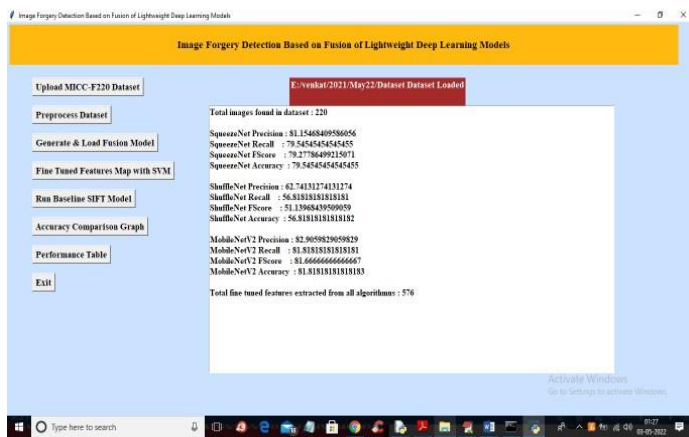 Image Forgery Detection Based on Fusion of Lightweight Deep Learning Models
Image Forgery Detection Based on Fusion of Lightweight Deep Learning Models
Upload MICC-F220 Dataset
E:/venkat/2021/May22/Dataset Dataset Loaded
Preprocess Dataset
Generate & Load Fusion Model
Fine Tuned Features Map with SVM
Run Baseline SIFT Model
Accuracy Comparison Graph
Performance Table
Exit
Total images found in dataset : 220
SqueezeNet Precision : 81.15468409586056
SqueezeNet Recall : 79.54545454545455
SqueezeNet FScore : 79.27786499215071
SqueezeNet Accuracy : 79.54545454545455
ShuffleNet Precision : 62.74131274131274
ShuffleNet Recall : 56.81818181818181
ShuffleNet FScore : 51.13968439509059
ShuffleNet Accuracy : 56.81818181818182
MobileNetV2 Precision : 82.9059829059829
MobileNetV2 Recall : 81.81818181818181
MobileNetV2 FScore : 81.66666666666667
MobileNetV2 Accuracy : 81.81818181818183
Total fine tuned features extracted from all algorithms : 576
Activate Windows
Go to Settings to activate Windows.
Type here to search
01:27
03-05-2022